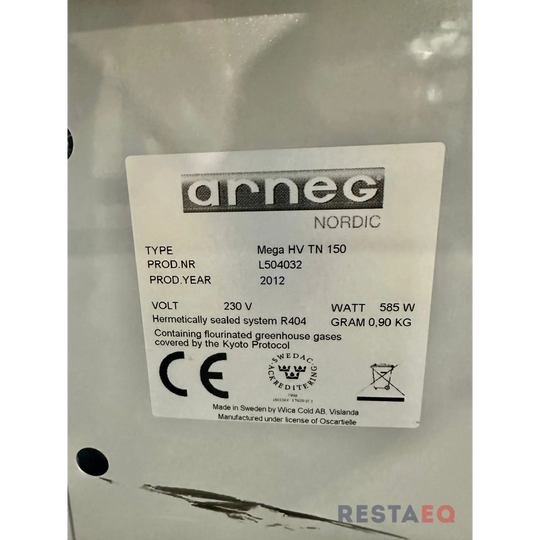 arneg
NORDIC
TYPE Mega HV TN 150
PROD.NR L504032
PROD.YEAR 2012
VOLT 230 V WATT 585 W
Hermetically sealed system R404 GRAM 0,90 KG
Containing flourinated greenhouse gases
covered by the Kyoto Protocol
CE
SWEDAC
ACKREDITERING
Made in Sweden by Wica Cold AB, Vislanda
Manufactured under license of Oscartielle
RESTAEQ